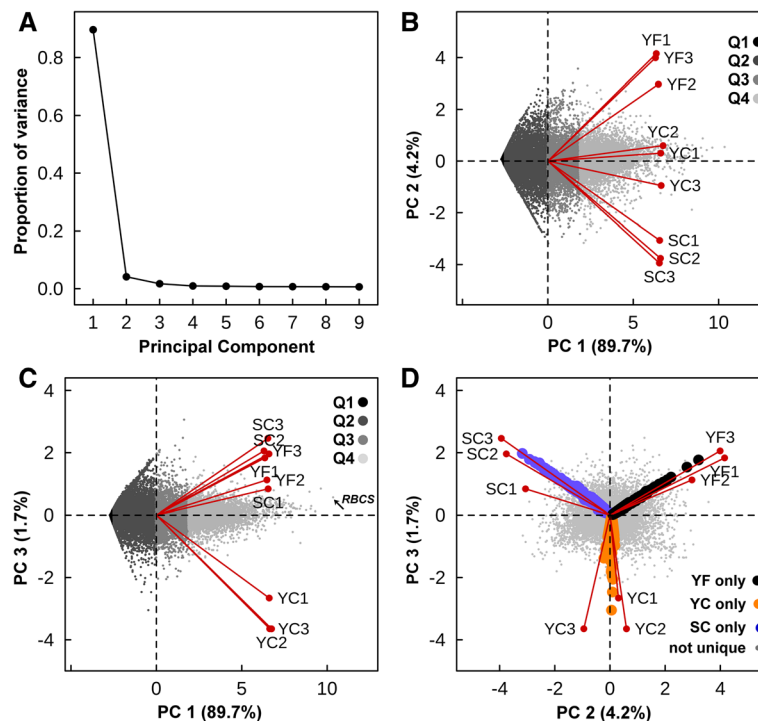 A
Proportion of variance
0.8
0.6
0.4
0.2
0.0
1 2 3 4 5 6 7 8 9
Principal Component
B
PC 2 (4.2%)
4
2
0
-2
-4
YF1
YF3
YF2
YC2
YC1
YC3
SC1
SC2
SC3
Q1
Q2
Q3
Q4
0 5 10
PC 1 (89.7%)
C
PC 3 (1.7%)
4
2
0
-2
-4
SC3
SC2
YF3
YF1
YF2
SC1
RBCS
YC1
YC3
YC2
Q1
Q2
Q3
Q4
0 5 10
PC 1 (89.7%)
D
PC 3 (1.7%)
4
2
0
-2
-4
SC3
SC2
SC1
YF3
YF1
YF2
YC1
YC3
YC2
YF only
YC only
SC only
not unique
-4 -2 0 2 4
PC 2 (4.2%)